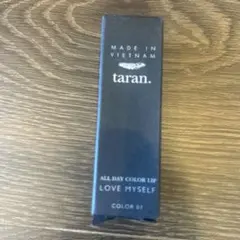 MADE IN
VIETNAM
taran.
ALL DAY COLOR LIP
LOVE MYSELF
COLOR 01